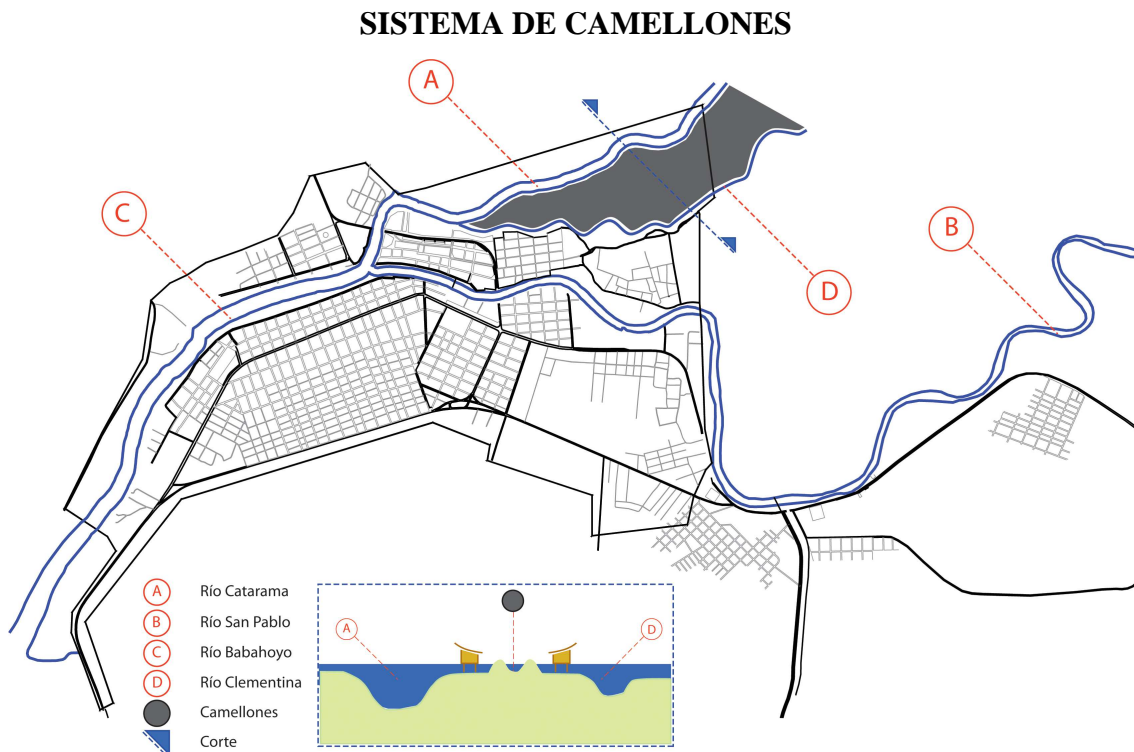 SISTEMA DE CAMELLONES
A
C
B
D
A Río Catarama
B Río San Pablo
C Río Babahoyo
D Río Clementina
Camellones
Corte
A
D